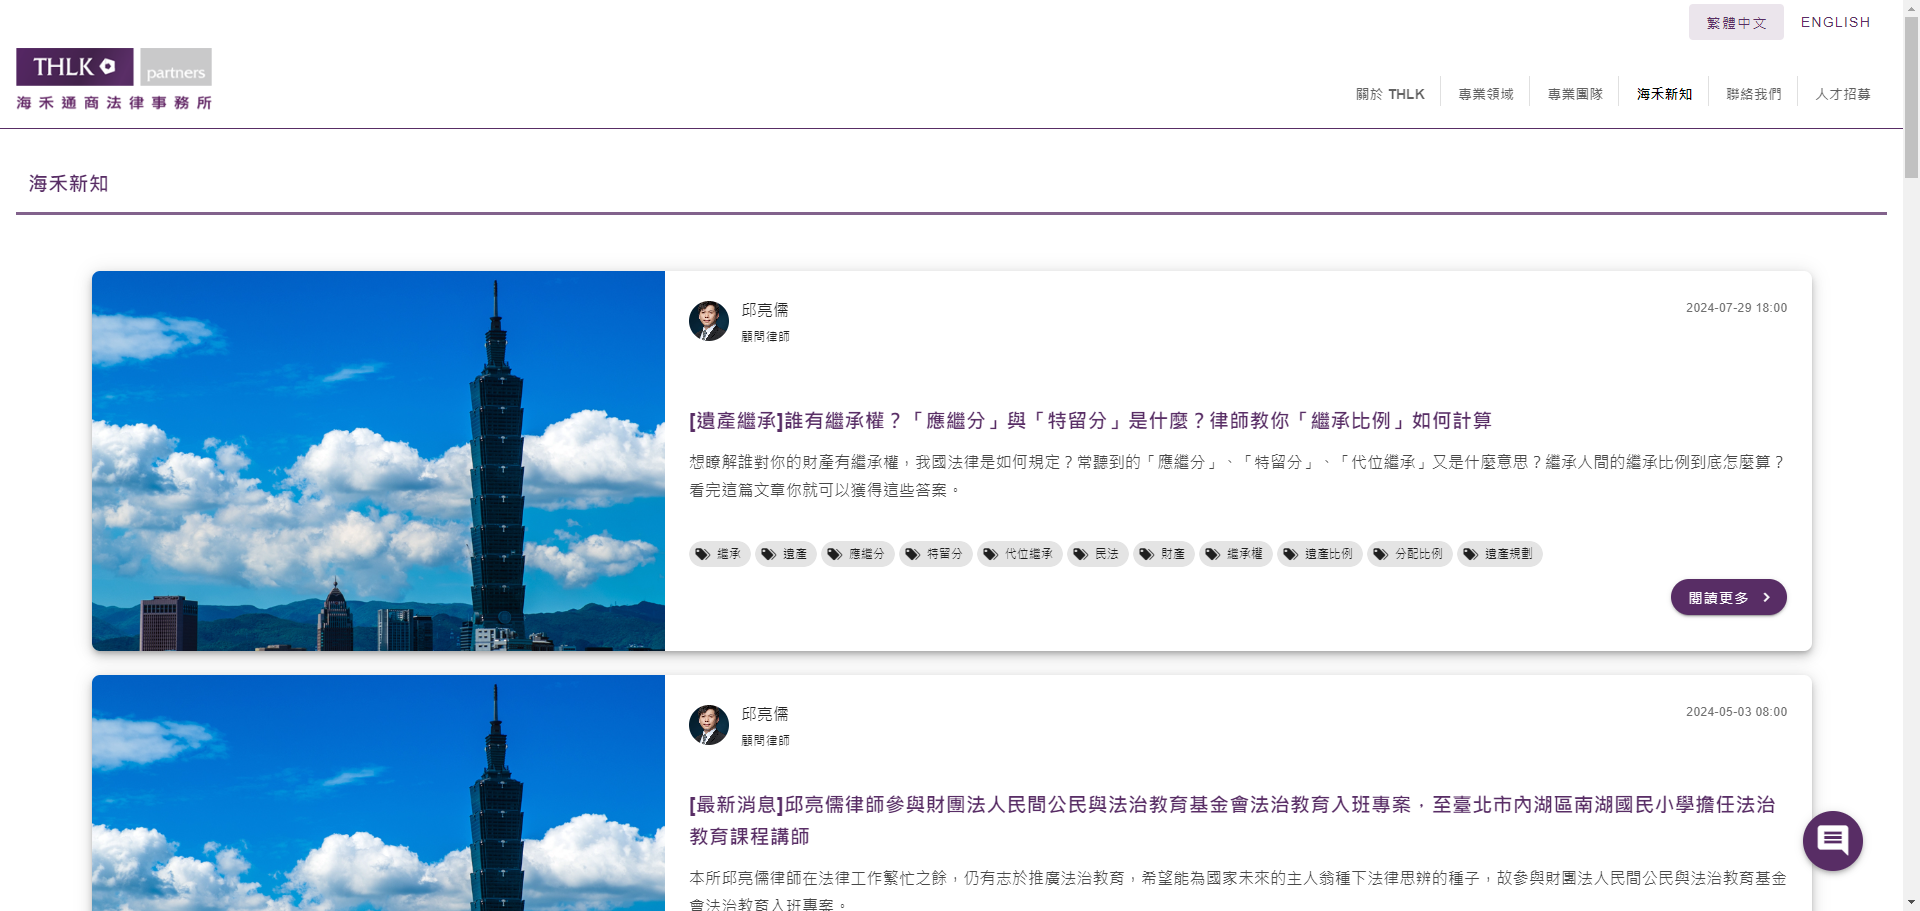 繁體中文 ENGLISH
THLK partners
海禾通商法律事務所
關於 THLK 專業領域 專業團隊 海禾新知 聯絡我們 人才招募
海禾新知
邱亮儒
2024-07-29 18:00
顧問律師
[遺產繼承]誰有繼承權？「應繼分」與「特留分」是什麼？律師教你「繼承比例」如何計算
想瞭解誰對你的財產有繼承權，我國法律是如何規定？常聽到的「應繼分」、「特留分」、「代位繼承」又是什麼意思？繼承人間的繼承比例到底怎麼算？
看完這篇文章你就可以獲得這些答案。
繼承 遺產 應繼分 特留分 代位繼承 民法 財產 繼承權 遺產比例 分配比例 遺產規劃
閱讀更多
邱亮儒
2024-05-03 08:00
顧問律師
[最新消息]邱亮儒律師參與財團法人民間公民與法治教育基金會法治教育入班專案，至臺北市內湖區南湖國民小學擔任法治
教育課程講師
本所邱亮儒律師在法律工作繁忙之餘，仍有志於推廣法治教育，希望能為國家未來的主人翁種下法律思辨的種子，故參與財團法人民間公民與法治教育基金
會法治教育入班專案。